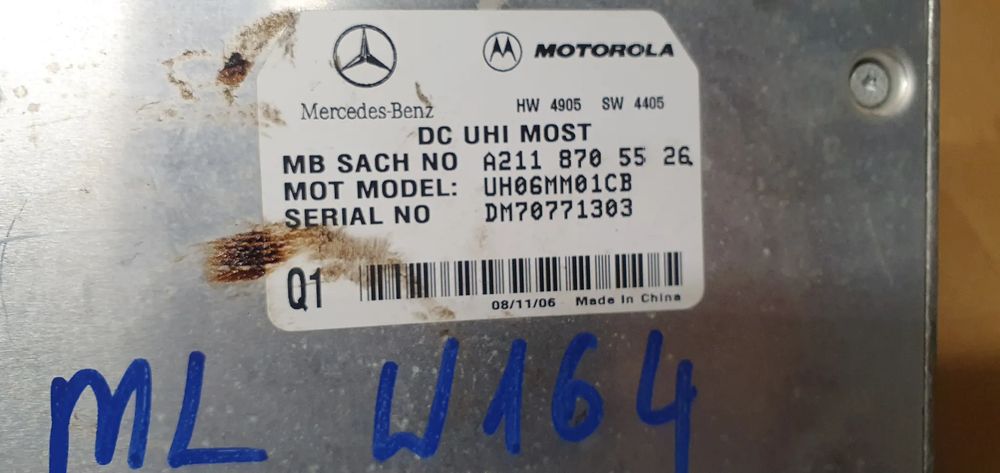 MOTOROLA
Mercedes-Benz
HW 4905 SW 4405
DC UHI MOST
MB SACH NO A211 870 55 26
MOT MODEL: UH06MM01CB
SERIAL NO DM70771303
Q1
08/11/06 Made In China
ML W164